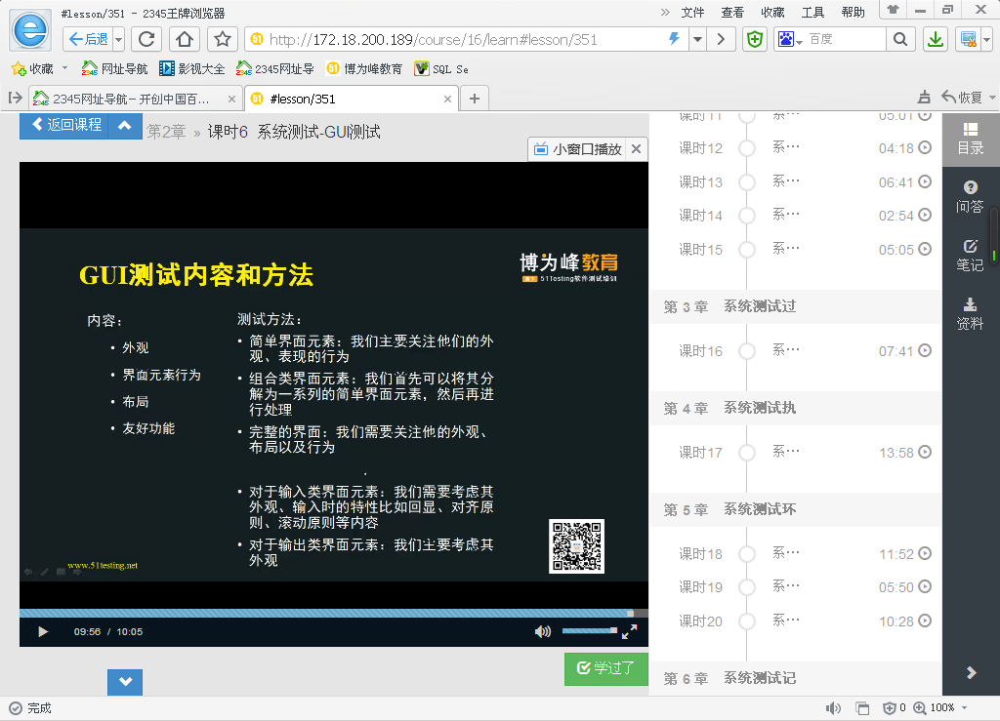 #lesson/351 - 2345王牌浏览器
文件 查看 收藏 工具 帮助
后退
http://172.18.200.189/course/16/learn#lesson/351
百度
收藏 网址导航 影视大全 2345网址导 博为峰教育 SQL Se
2345网址导航－开创中国百... #lesson/351
恢复
返回课程 第2章 » 课时6 系统测试-GUI测试
小窗口播放
GUI测试内容和方法
博为峰教育
51Testing软件测试培训
内容：
• 外观
• 界面元素行为
• 布局
• 友好功能
测试方法：
• 简单界面元素：我们主要关注他们的外
观、表现的行为
• 组合类界面元素：我们首先可以将其分
解为一系列的简单界面元素，然后再进
行处理
• 完整的界面：我们需要关注他的外观、
布局以及行为
• 对于输入类界面元素：我们需要考虑其
外观、输入时的特性比如回显、对齐原
则、滚动原则等内容
• 对于输出类界面元素：我们主要考虑其
外观
www.51testing.net
09:56 / 10:05
学过了
课时11 系… 05:01
课时12 系… 04:18
课时13 系… 06:41
课时14 系… 02:54
课时15 系… 05:05
第 3 章 系统测试过
课时16 系… 07:41
第 4 章 系统测试执
课时17 系… 13:58
第 5 章 系统测试环
课时18 系… 11:52
课时19 系… 05:50
课时20 系… 10:28
第 6 章 系统测试记
目录
问答
笔记
资料
完成
0 100%